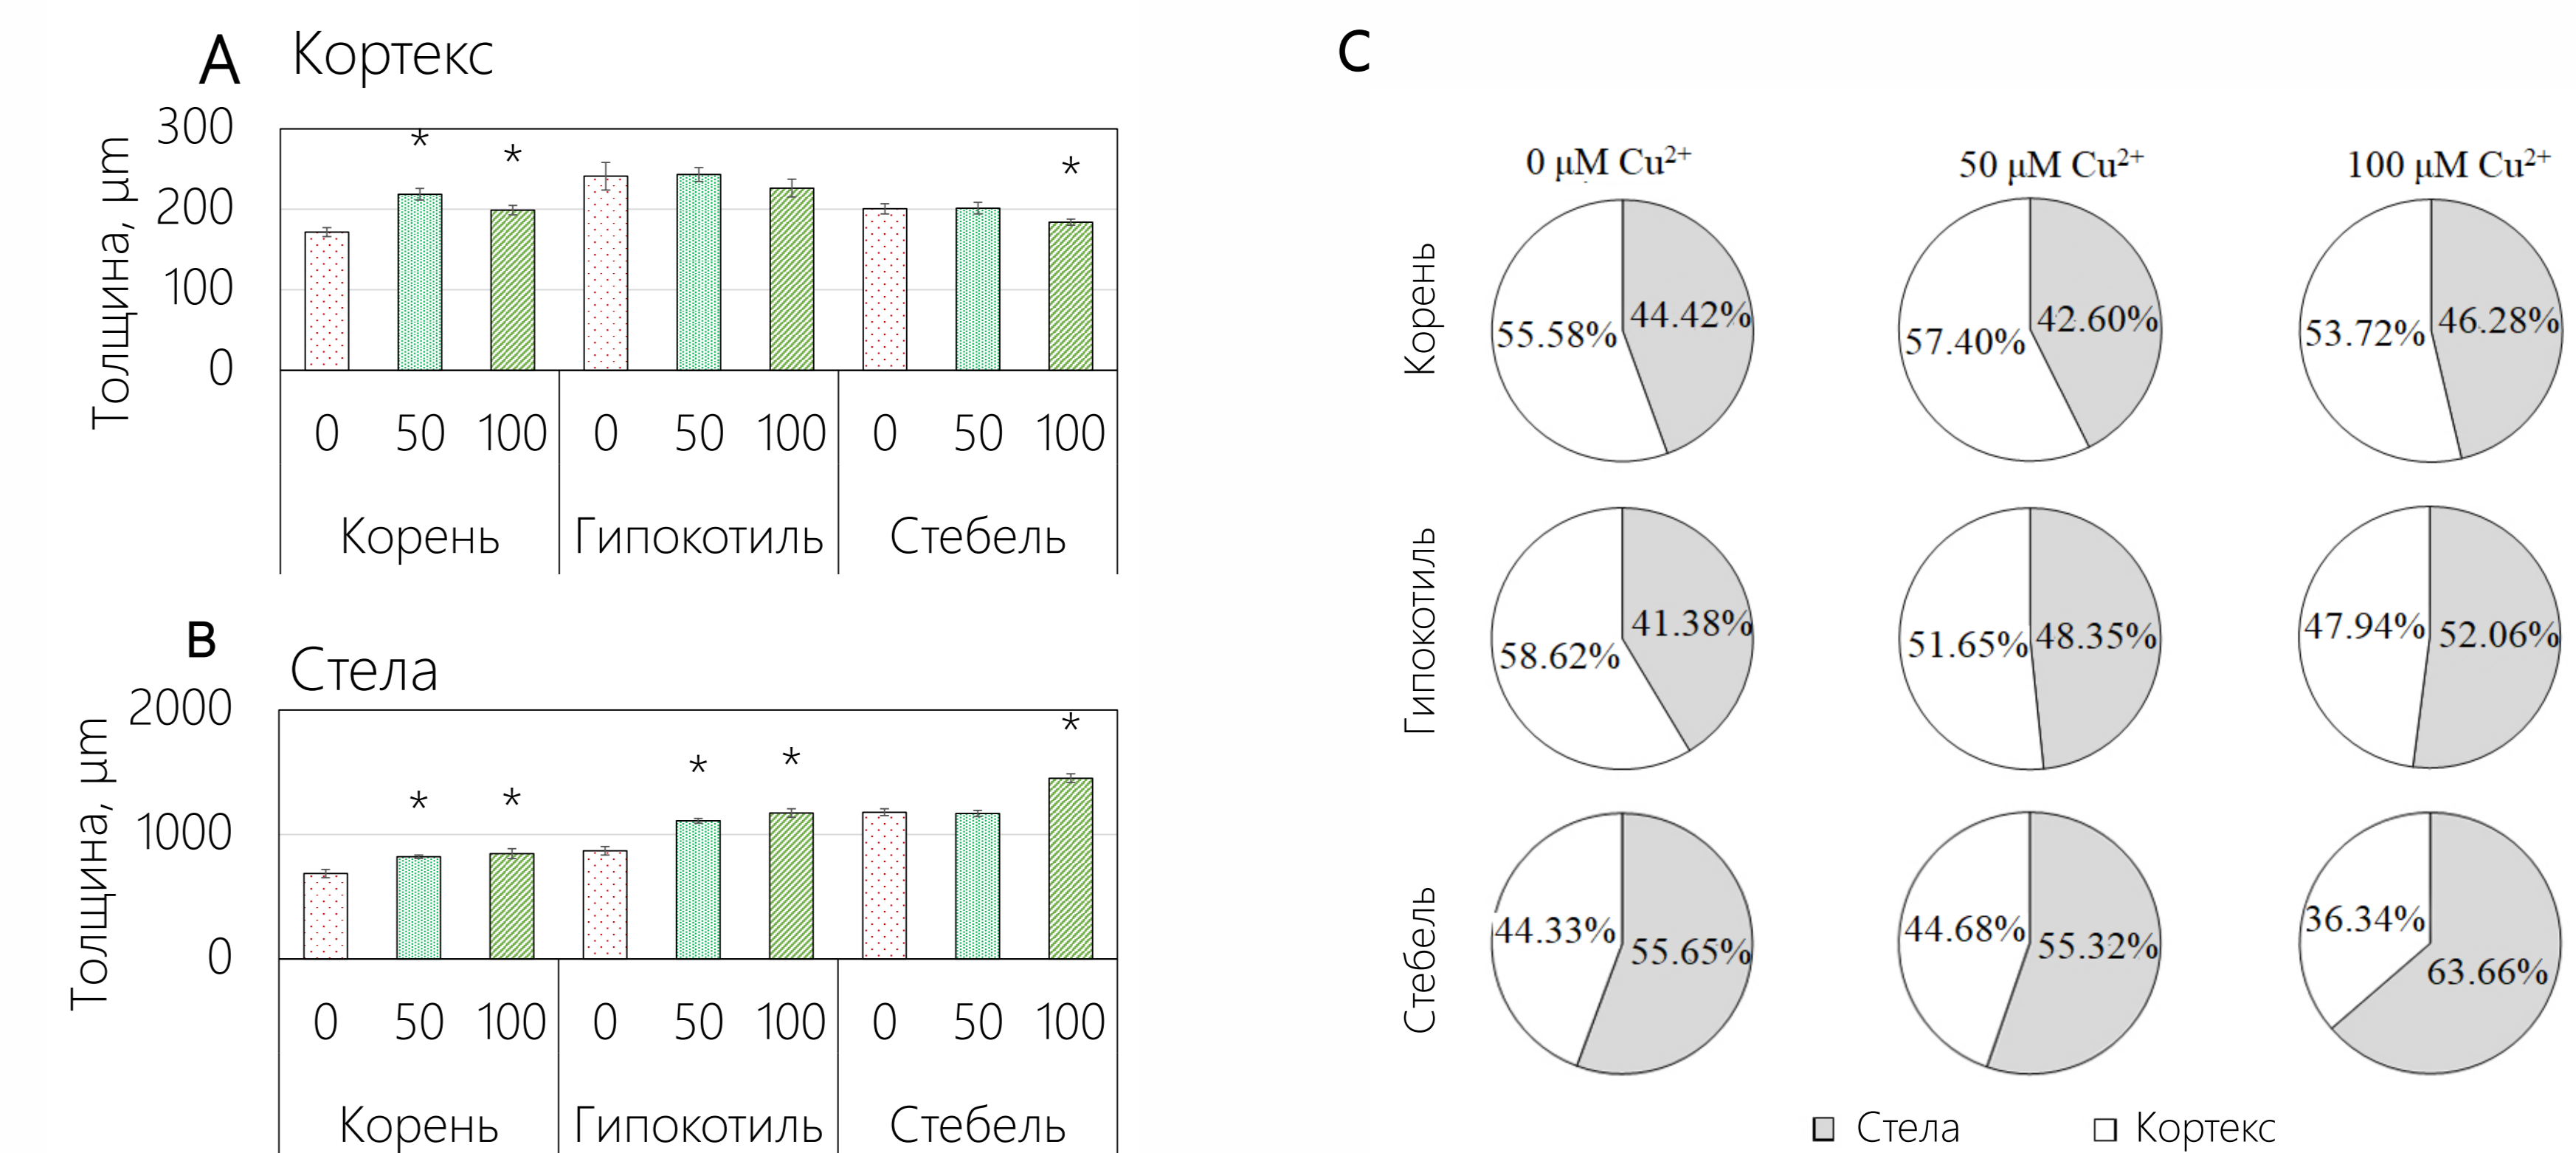 A Кортекс
Толщина, μm
300
200
100
0
* * *
0 50 100 0 50 100 0 50 100
Корень Гипокотиль Стебель
B
Стела
Толщина, μm
2000
1000
0
* * * * *
0 50 100 0 50 100 0 50 100
Корень Гипокотиль Стебель
C
0 μM Cu²⁺ 50 μM Cu²⁺ 100 μM Cu²⁺
Корень
55.58% 44.42% 57.40% 42.60% 53.72% 46.28%
Гипокотиль
58.62% 41.38% 51.65% 48.35% 47.94% 52.06%
Стебель
44.33% 55.65% 44.68% 55.32% 36.34% 63.66%
Стела Кортекс